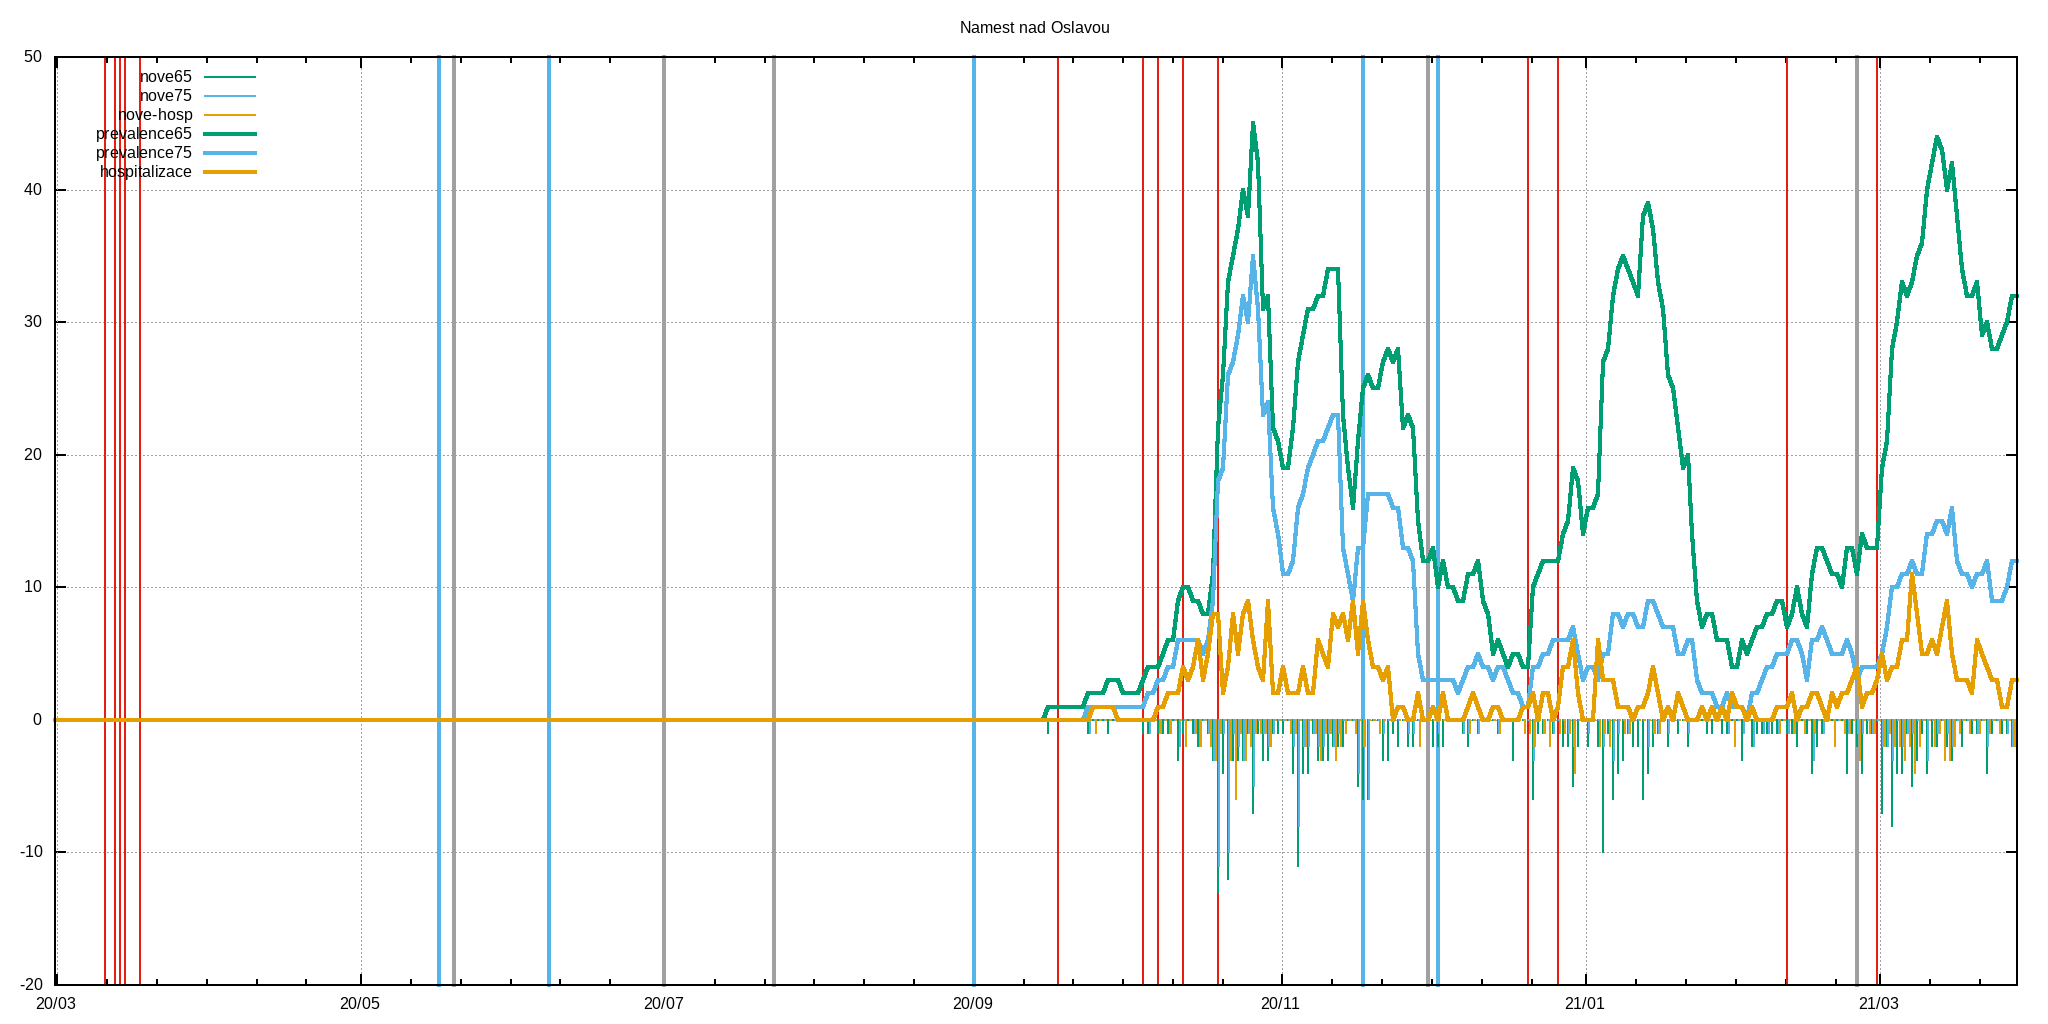 Namest nad Oslavou
50
nove65
nove75
nove-hosp
prevalence65
prevalence75
hospitalizace
40
30
20
10
0
-10
-20
20/03 20/05 20/07 20/09 20/11 21/01 21/03